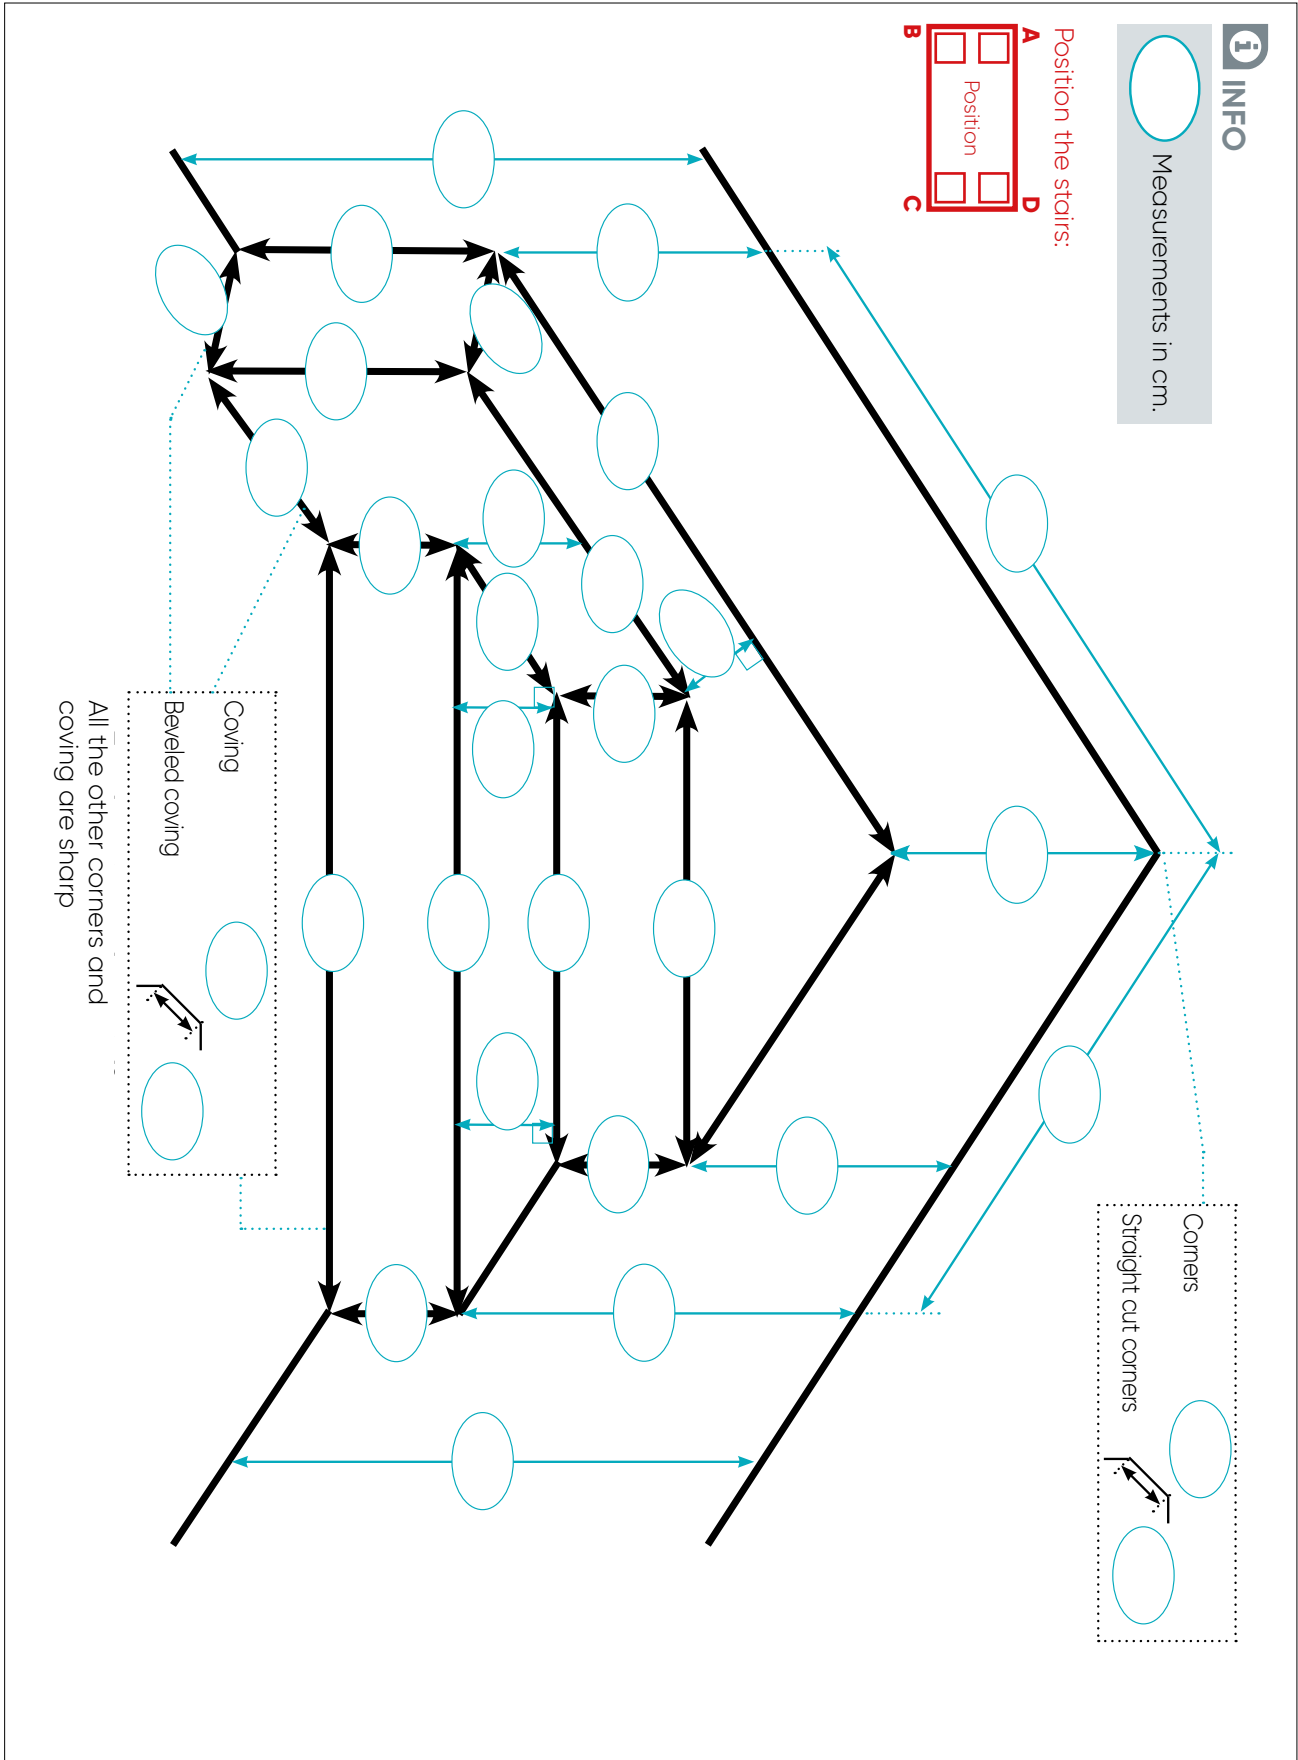 i INFO
Measurements in cm.
Position the stairs:
A
D
Position
B
C
Corners
Straight cut corners
Coving
Beveled coving
All the other corners and
coving are sharp